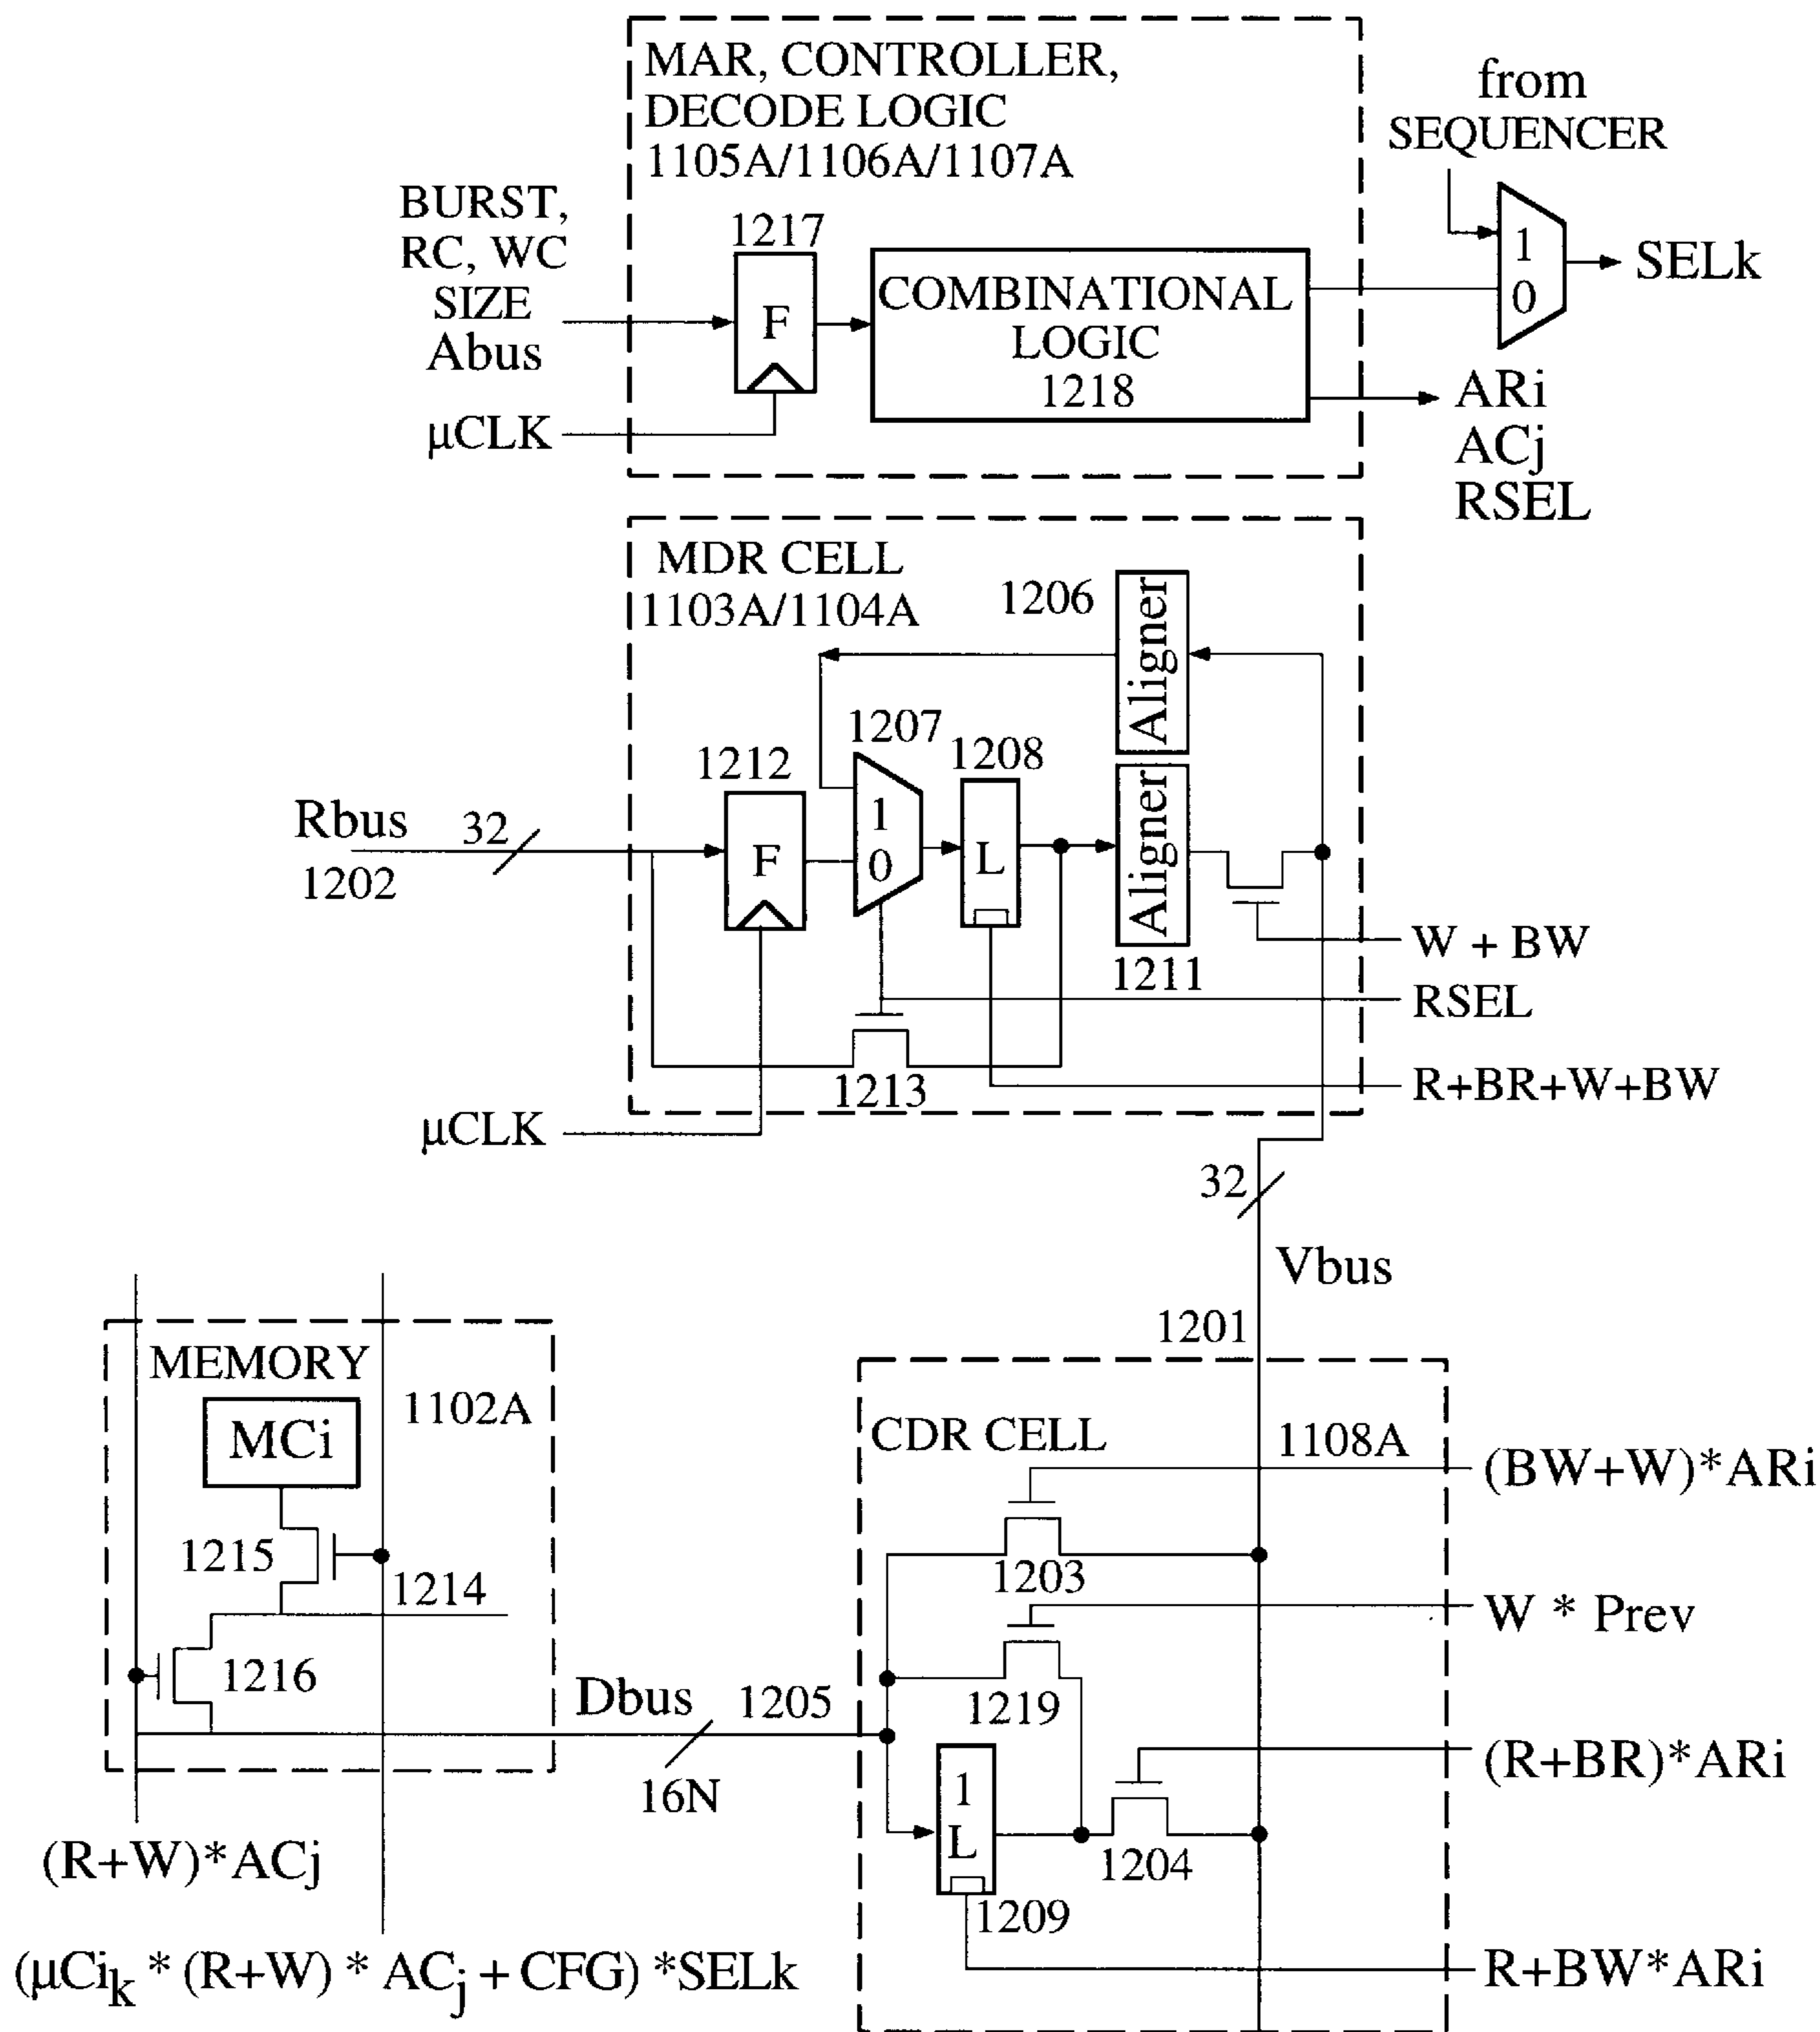 MAR, CONTROLLER,
DECODE LOGIC
1105A/1106A/1107A
from
SEQUENCER
BURST,
RC, WC
SIZE
Abus
1217
F
COMBINATIONAL
LOGIC
1218
1
0
SELk
µCLK
ARi
ACj
RSEL
MDR CELL
1103A/1104A
1206
Aligner
1207
1208
1212
Rbus
32
1202
F
1
0
L
Aligner
1211
W + BW
RSEL
1213
R+BR+W+BW
µCLK
32
Vbus
1201
MEMORY
1102A
MCi
1215
1214
1216
Dbus
1205
16N
(R+W)*ACj
(µCik * (R+W) * ACj + CFG) *SELk
CDR CELL
1108A
(BW+W)*ARi
1203
W * Prev
1219
(R+BR)*ARi
1
L
1204
1209
R+BW*ARi